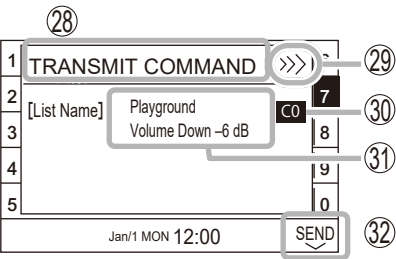 ㉘
1 TRANSMIT COMMAND >>> ㉙
2 [List Name] Playground C0 7 ㉚
3 Volume Down –6 dB 8
㉛
4 9
5 0
Jan/1 MON 12:00 SEND ㉜